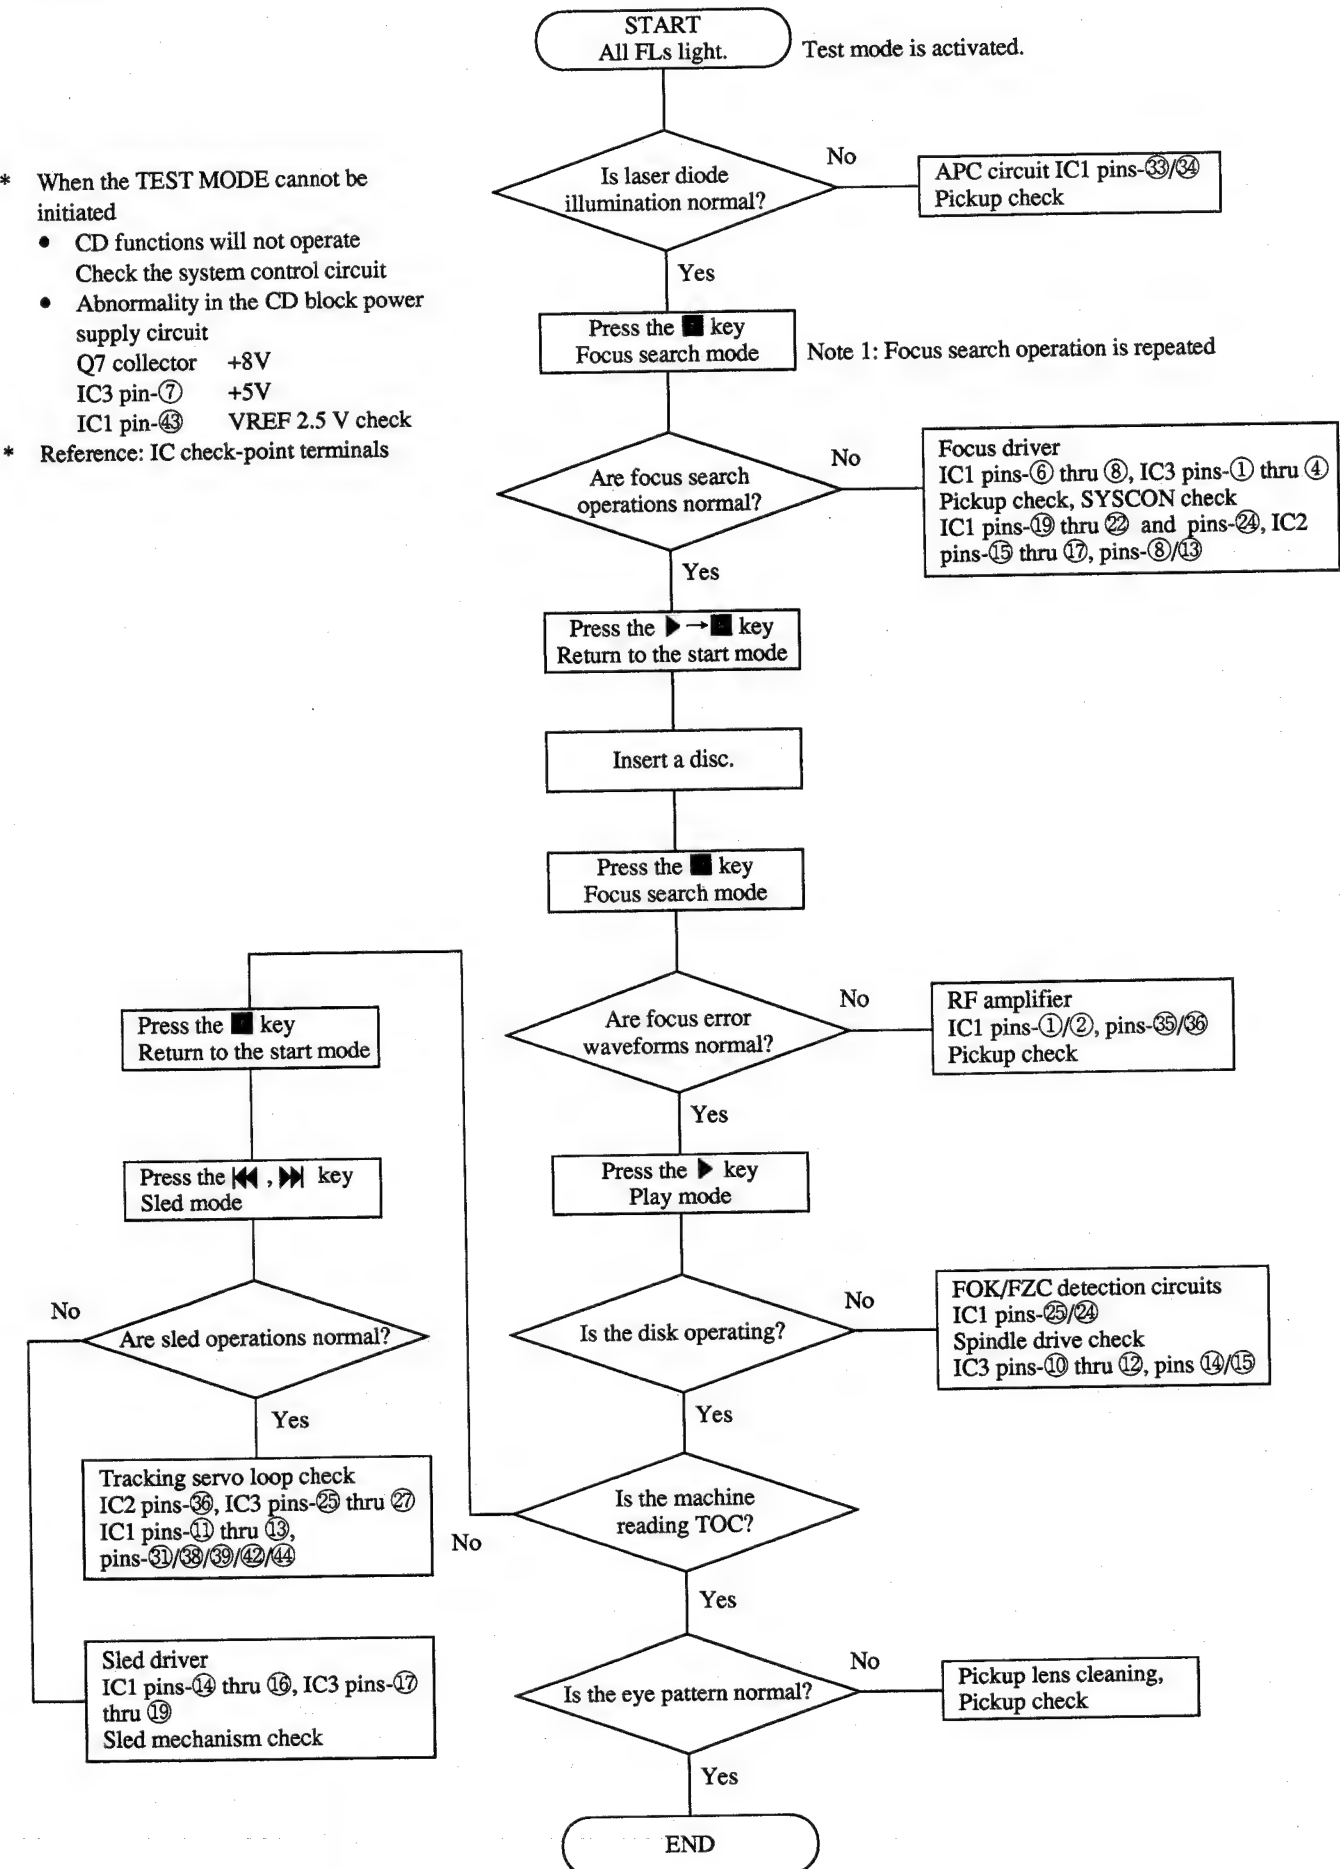 START
All FLs light.
Test mode is activated.
* When the TEST MODE cannot be
initiated
• CD functions will not operate
Check the system control circuit
• Abnormality in the CD block power
supply circuit
Q7 collector +8V
IC3 pin-⑦ +5V
IC1 pin-㊸ VREF 2.5 V check
* Reference: IC check-point terminals
Is laser diode
illumination normal?
No
APC circuit IC1 pins-㉝/㉞
Pickup check
Yes
Press the ■ key
Focus search mode
Note 1: Focus search operation is repeated
Are focus search
operations normal?
No
Focus driver
IC1 pins-⑥ thru ⑧, IC3 pins-① thru ④
Pickup check, SYSCON check
IC1 pins-⑲ thru ㉒ and pins-㉔, IC2
pins-⑮ thru ⑰, pins-⑧/⑬
Yes
Press the ▶→■ key
Return to the start mode
Insert a disc.
Press the ■ key
Focus search mode
Are focus error
waveforms normal?
No
RF amplifier
IC1 pins-①/②, pins-㉟/㊱
Pickup check
Yes
Press the ▶ key
Play mode
Is the disk operating?
No
FOK/FZC detection circuits
IC1 pins-㉕/㉔
Spindle drive check
IC3 pins-⑩ thru ⑫, pins ⑭/⑮
Yes
Is the machine
reading TOC?
No
Yes
Is the eye pattern normal?
No
Pickup lens cleaning,
Pickup check
Yes
END
Press the ■ key
Return to the start mode
Press the ⏮ , ⏭ key
Sled mode
Are sled operations normal?
No
Yes
Tracking servo loop check
IC2 pins-㊱, IC3 pins-㉕ thru ㉗
IC1 pins-⑪ thru ⑬,
pins-㉛/㊳/㊴/㊷/㊹
Sled driver
IC1 pins-⑭ thru ⑯, IC3 pins-⑰
thru ⑲
Sled mechanism check